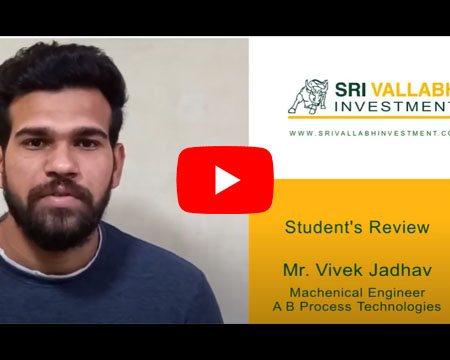 SRI VALLABH
INVESTMENT
WWW.SRIVALLABHINVESTMENT.CO
Student's Review
Mr. Vivek Jadhav
Machenical Engineer
A B Process Technologies